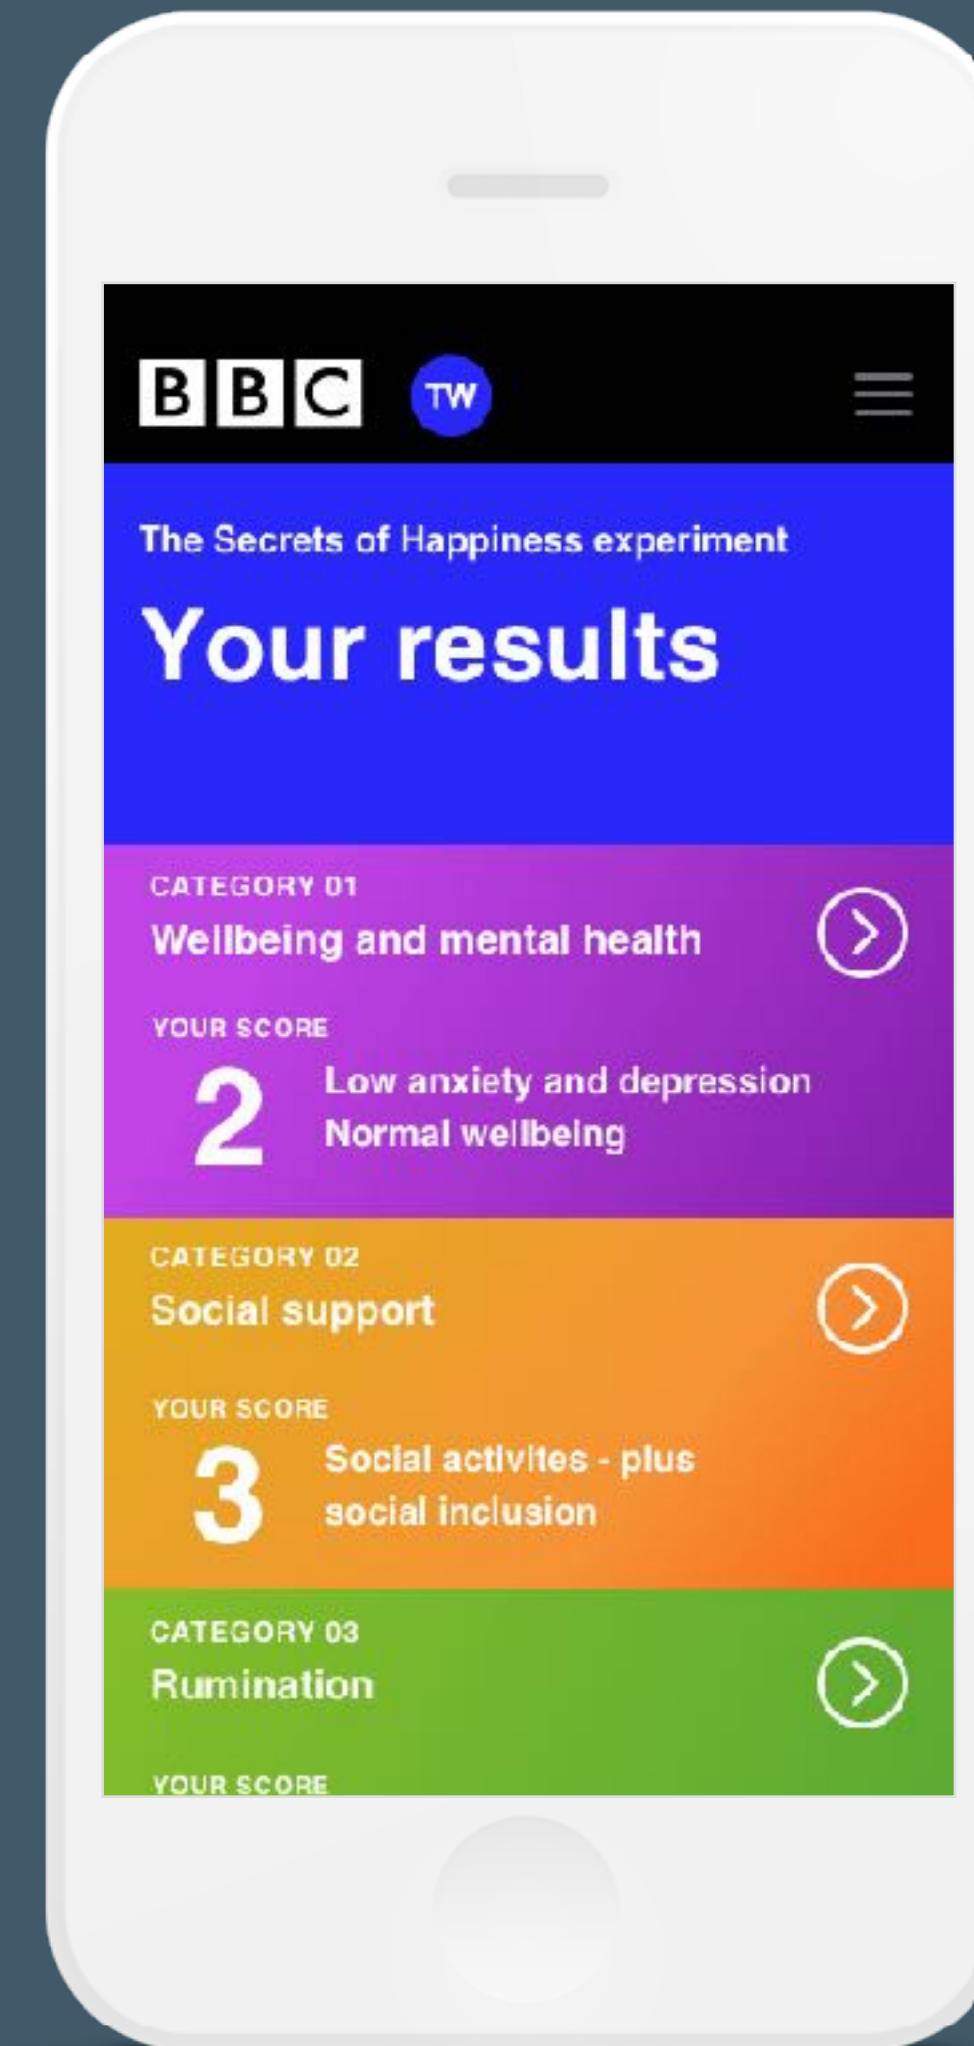 BBC TW
The Secrets of Happiness experiment
Your results
CATEGORY 01
Wellbeing and mental health
YOUR SCORE
2
Low anxiety and depression
Normal wellbeing
CATEGORY 02
Social support
YOUR SCORE
3
Social activites - plus
social inclusion
CATEGORY 03
Rumination
YOUR SCORE